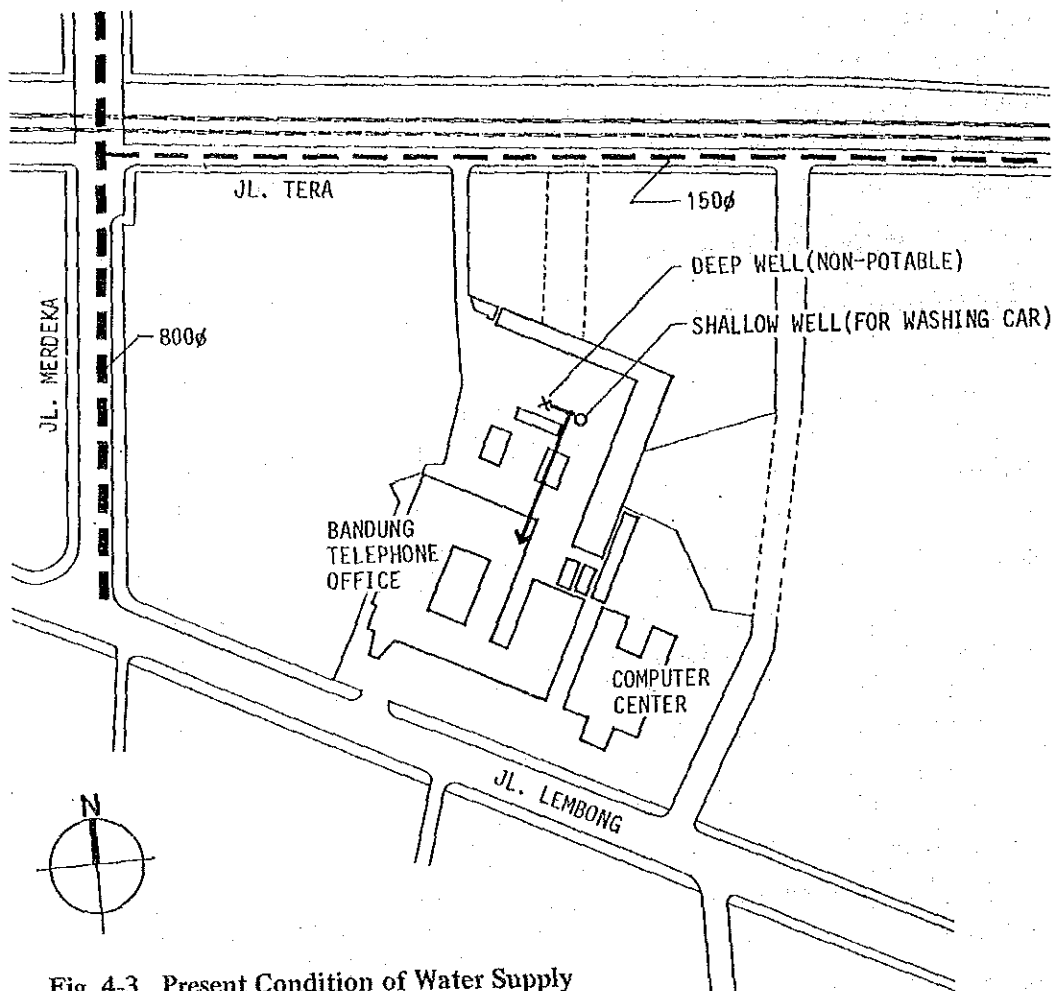 JL. TERA
150ø
DEEP WELL(NON-POTABLE)
SHALLOW WELL(FOR WASHING CAR)
JL. MERDEKA
800ø
BANDUNG
TELEPHONE
OFFICE
COMPUTER
CENTER
JL. LEMBONG
N
Fig. 4-3 Present Condition of Water Supply